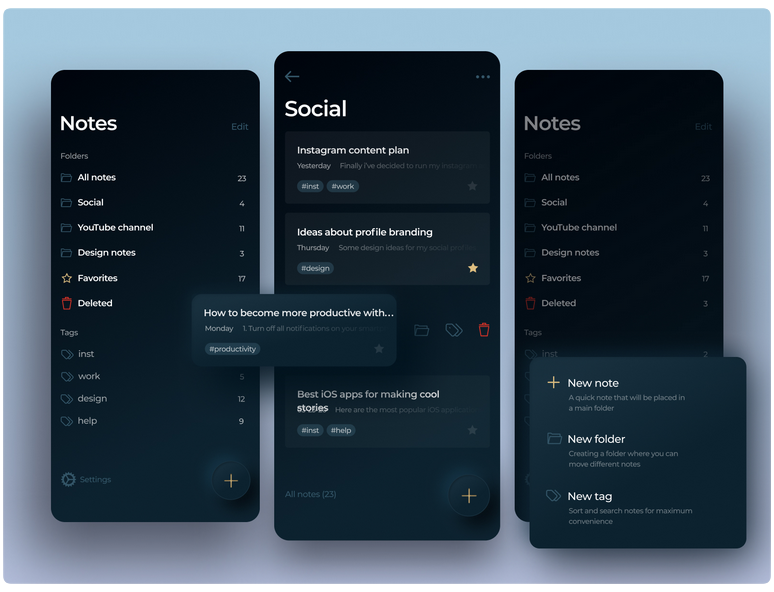 Notes
Edit
Folders
All notes 23
Social 4
YouTube channel 11
Design notes 3
Favorites 17
Deleted
Tags
inst
work 5
design 12
help 9
Settings
Social
Instagram content plan
Yesterday Finally i've decided to run my instagram
#inst #work
Ideas about profile branding
Thursday Some design ideas for my social
#design
How to become more productive with...
Monday 1. Turn off all notifications on your
#productivity
Best iOS apps for making cool
stories
Here are the most popular iOS
#inst #help
All notes (23)
Notes
Edit
Folders
All notes 23
Social 4
YouTube channel 11
Design notes 3
Favorites 17
Deleted 3
Tags
inst 2
New note
A quick note that will be placed in
a main folder
New folder
Creating a folder where you can
move different notes
New tag
Sort and search notes for maximum
convenience